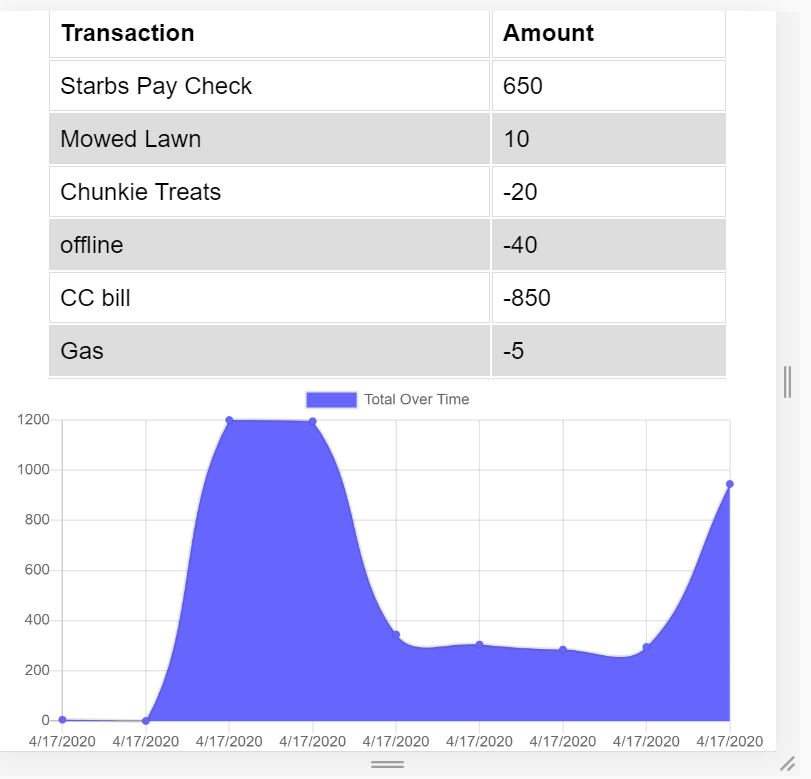 Transaction Amount
Starbs Pay Check 650
Mowed Lawn 10
Chunkie Treats -20
offline -40
CC bill -850
Gas -5
Total Over Time
1200
1000
800
600
400
200
0
4/17/2020 4/17/2020 4/17/2020 4/17/2020 4/17/2020 4/17/2020 4/17/2020 4/17/2020 4/17/2020